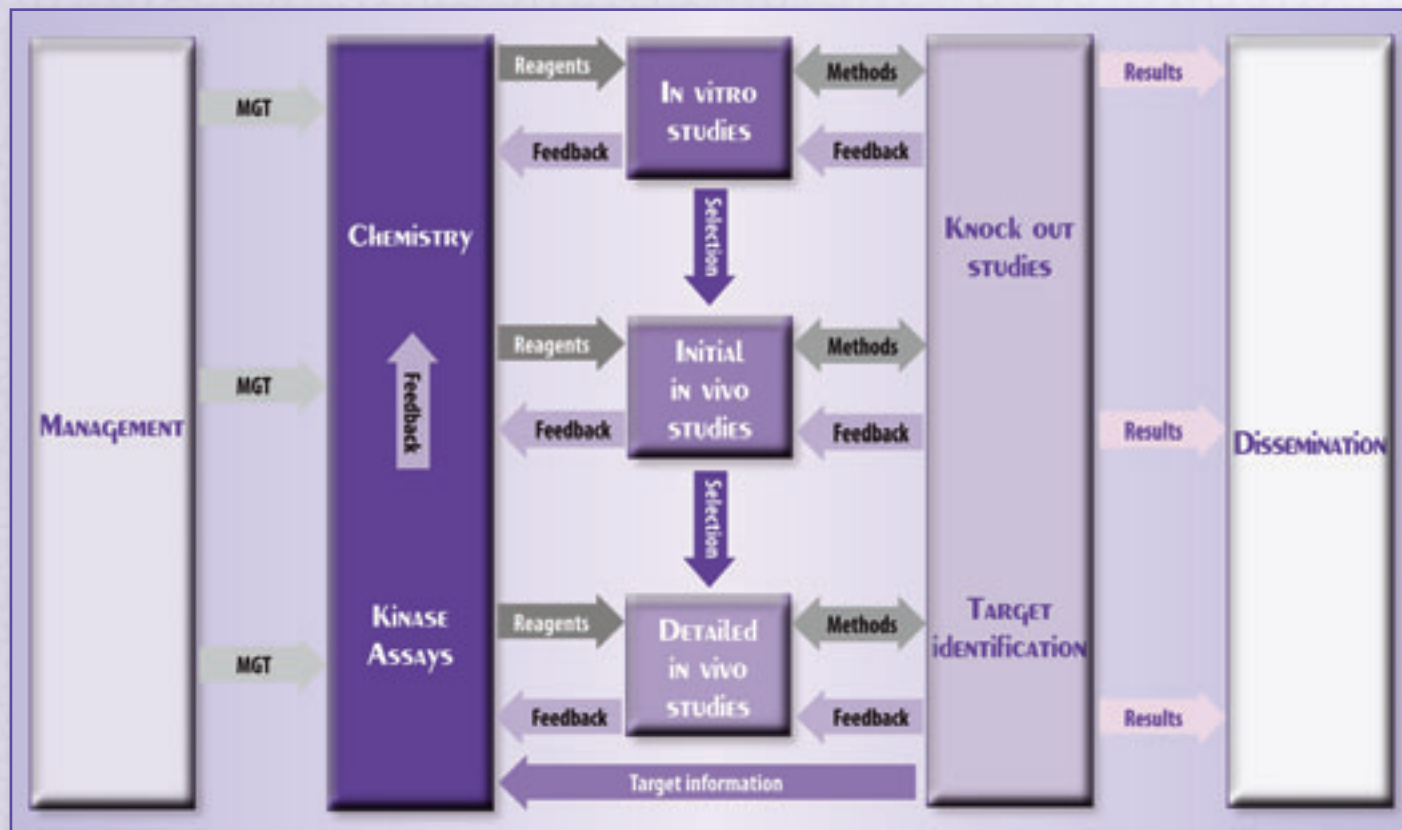 Management
MGT
MGT
MGT
Chemistry
Feedback
Kinase
Assays
Reagents
Feedback
In vitro
studies
Methods
Feedback
Selection
Reagents
Feedback
Initial
in vivo
studies
Methods
Feedback
Selection
Reagents
Feedback
Detailed
in vivo
studies
Methods
Feedback
Target information
Knock out
studies
Target
identification
Results
Results
Results
Dissemination